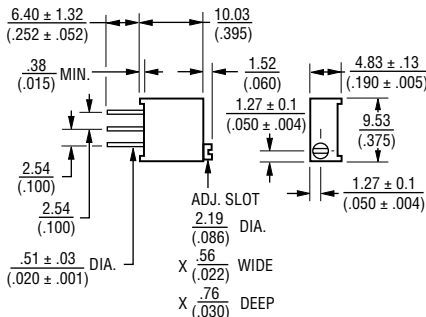 6.40 ± 1.32
(.252 ± .052)
10.03
(.395)
.38
(.015)
MIN.
1.52
(.060)
4.83 ± .13
(.190 ± .005)
1.27 ± 0.1
(.050 ± .004)
9.53
(.375)
2.54
(.100)
2.54
(.100)
1.27 ± 0.1
(.050 ± .004)
ADJ. SLOT
2.19
(.086)
DIA.
.51 ± .03
(.020 ± .001)
DIA.
X .56
(.022)
WIDE
X .76
(.030)
DEEP